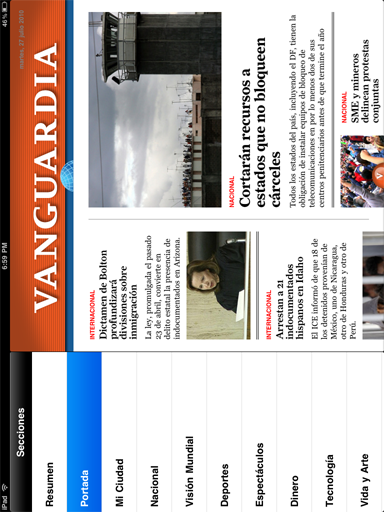 iPad
6:59 PM
46%
Secciones
Resumen
Portada
Mi Ciudad
Nacional
Visión Mundial
Deportes
Espectáculos
Dinero
Tecnología
Vida y Arte
VANGUARDIA
martes, 27 julio 2010
INTERNACIONAL
Dictamen de Bolton
profundizará
divisiones sobre
inmigración
La ley, promulgada el pasado
23 de abril, convierte en
delito estatal la presencia de
indocumentados en Arizona.
NACIONAL
Cortarán recursos a
estados que no bloqueen
cárceles
Todos los estados del país, incluyendo el DF, tienen la
obligación de instalar equipos de bloqueo de
telecomunicaciones en por lo menos dos de sus
centros penitenciarios antes de que termine el año
INTERNACIONAL
Arrestan a 21
indocumentados
hispanos en Idaho
El ICE informó de que 18 de
los detenidos provenían de
México, uno de Nicaragua,
otro de Honduras y otro de
Perú.
NACIONAL
SME y mineros
delinean protestas
conjuntas